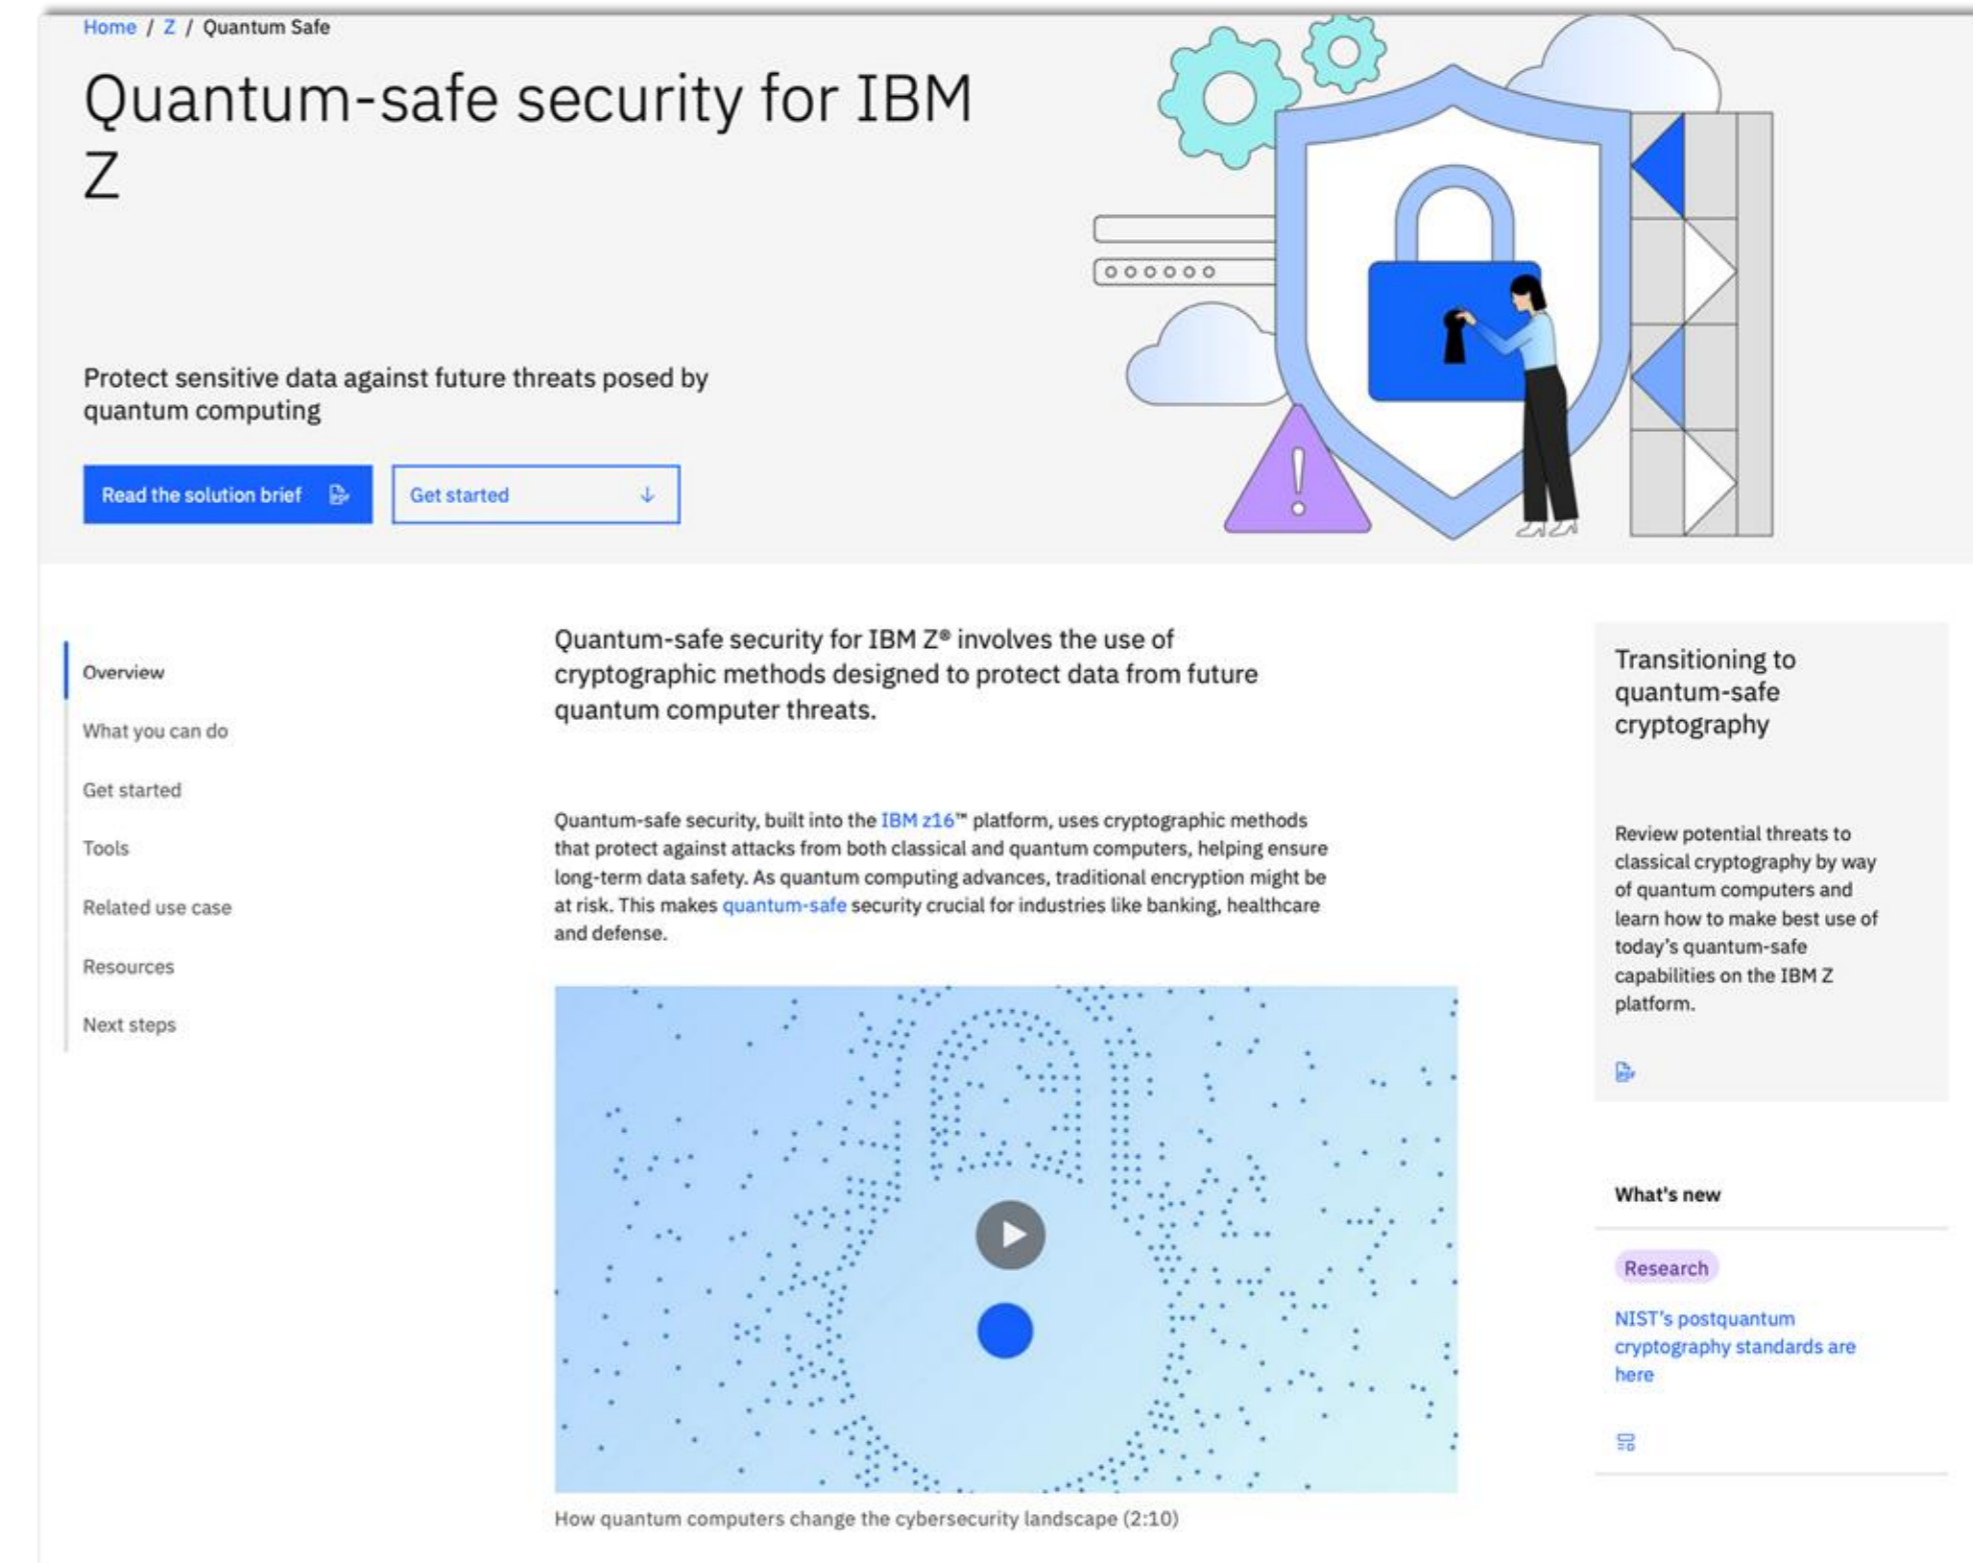 Home / Z / Quantum Safe
Quantum-safe security for IBM
Z
Protect sensitive data against future threats posed by
quantum computing
Read the solution brief
Get started
Overview
What you can do
Get started
Tools
Related use case
Resources
Next steps
Quantum-safe security for IBM Z® involves the use of
cryptographic methods designed to protect data from future
quantum computer threats.
Quantum-safe security, built into the IBM z16™ platform, uses cryptographic methods
that protect against attacks from both classical and quantum computers, helping ensure
long-term data safety. As quantum computing advances, traditional encryption might be
at risk. This makes quantum-safe security crucial for industries like banking, healthcare
and defense.
How quantum computers change the cybersecurity landscape (2:10)
Transitioning to
quantum-safe
cryptography
Review potential threats to
classical cryptography by way
of quantum computers and
learn how to make best use of
today's quantum-safe
capabilities on the IBM Z
platform.
What's new
Research
NIST's postquantum
cryptography standards are
here